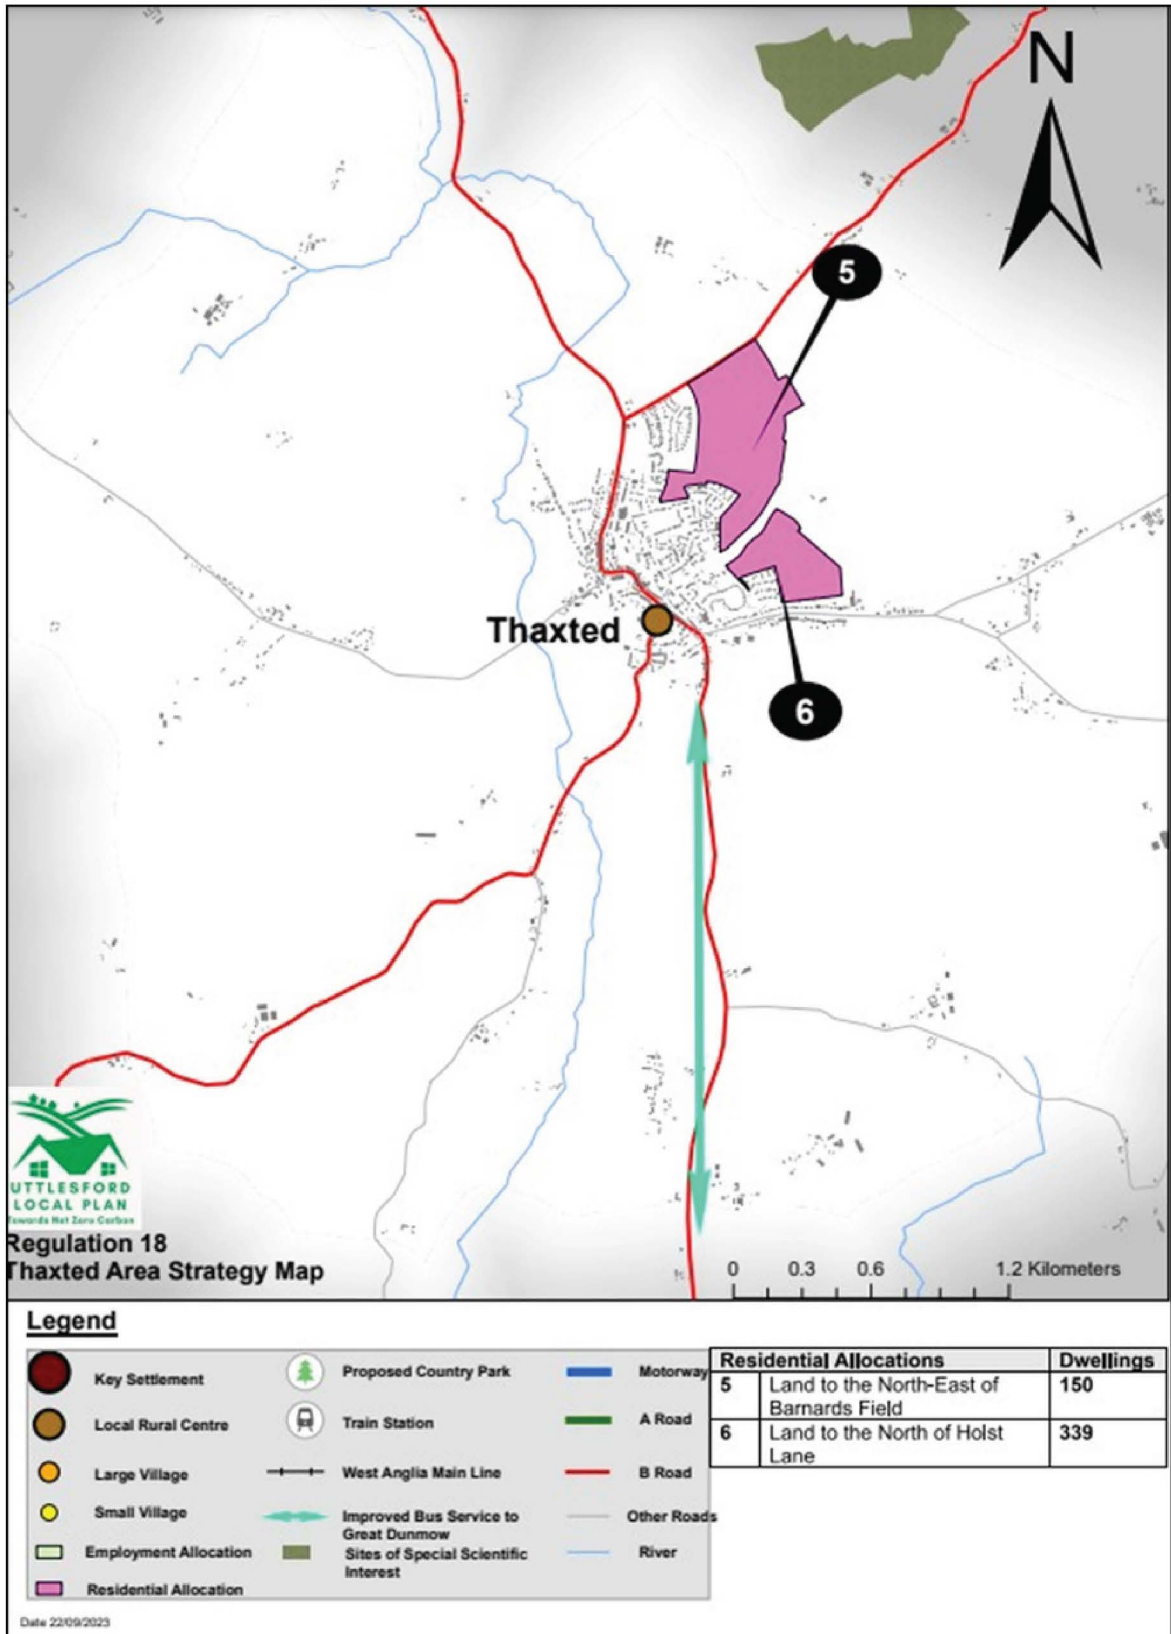 N
5
Thaxted
6
UTTLESFORD
LOCAL PLAN
Towards Net Zero Carbon
Regulation 18
Thaxted Area Strategy Map
0 0.3 0.6 1.2 Kilometers
Legend
Key Settlement
Local Rural Centre
Large Village
Small Village
Employment Allocation
Residential Allocation
Proposed Country Park
Train Station
West Anglia Main Line
Improved Bus Service to
Great Dunmow
Sites of Special Scientific
Interest
Motorway
A Road
B Road
Other Roads
River
Residential Allocations Dwellings
5 Land to the North-East of 150
Barnards Field
6 Land to the North of Holst 339
Lane
Date 22/09/2023